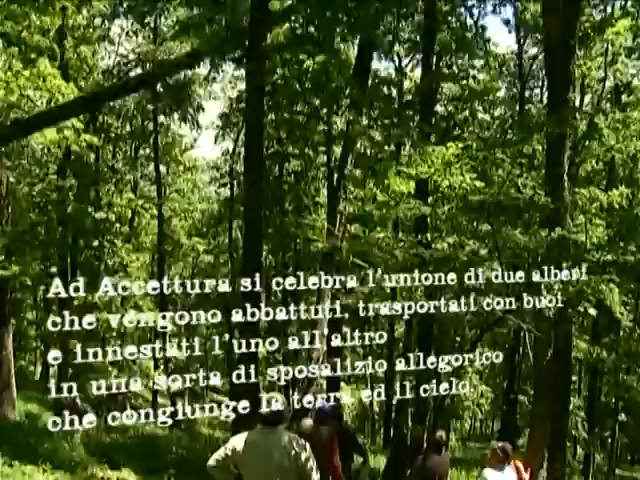 Ad Accettura si celebra l'unione di due alberi
che vengono abbattuti, trasportati con buoi
e innestati l'uno all'altro
in una sorta di sposalizio allegorico
che congiunge la terra ed il cielo.